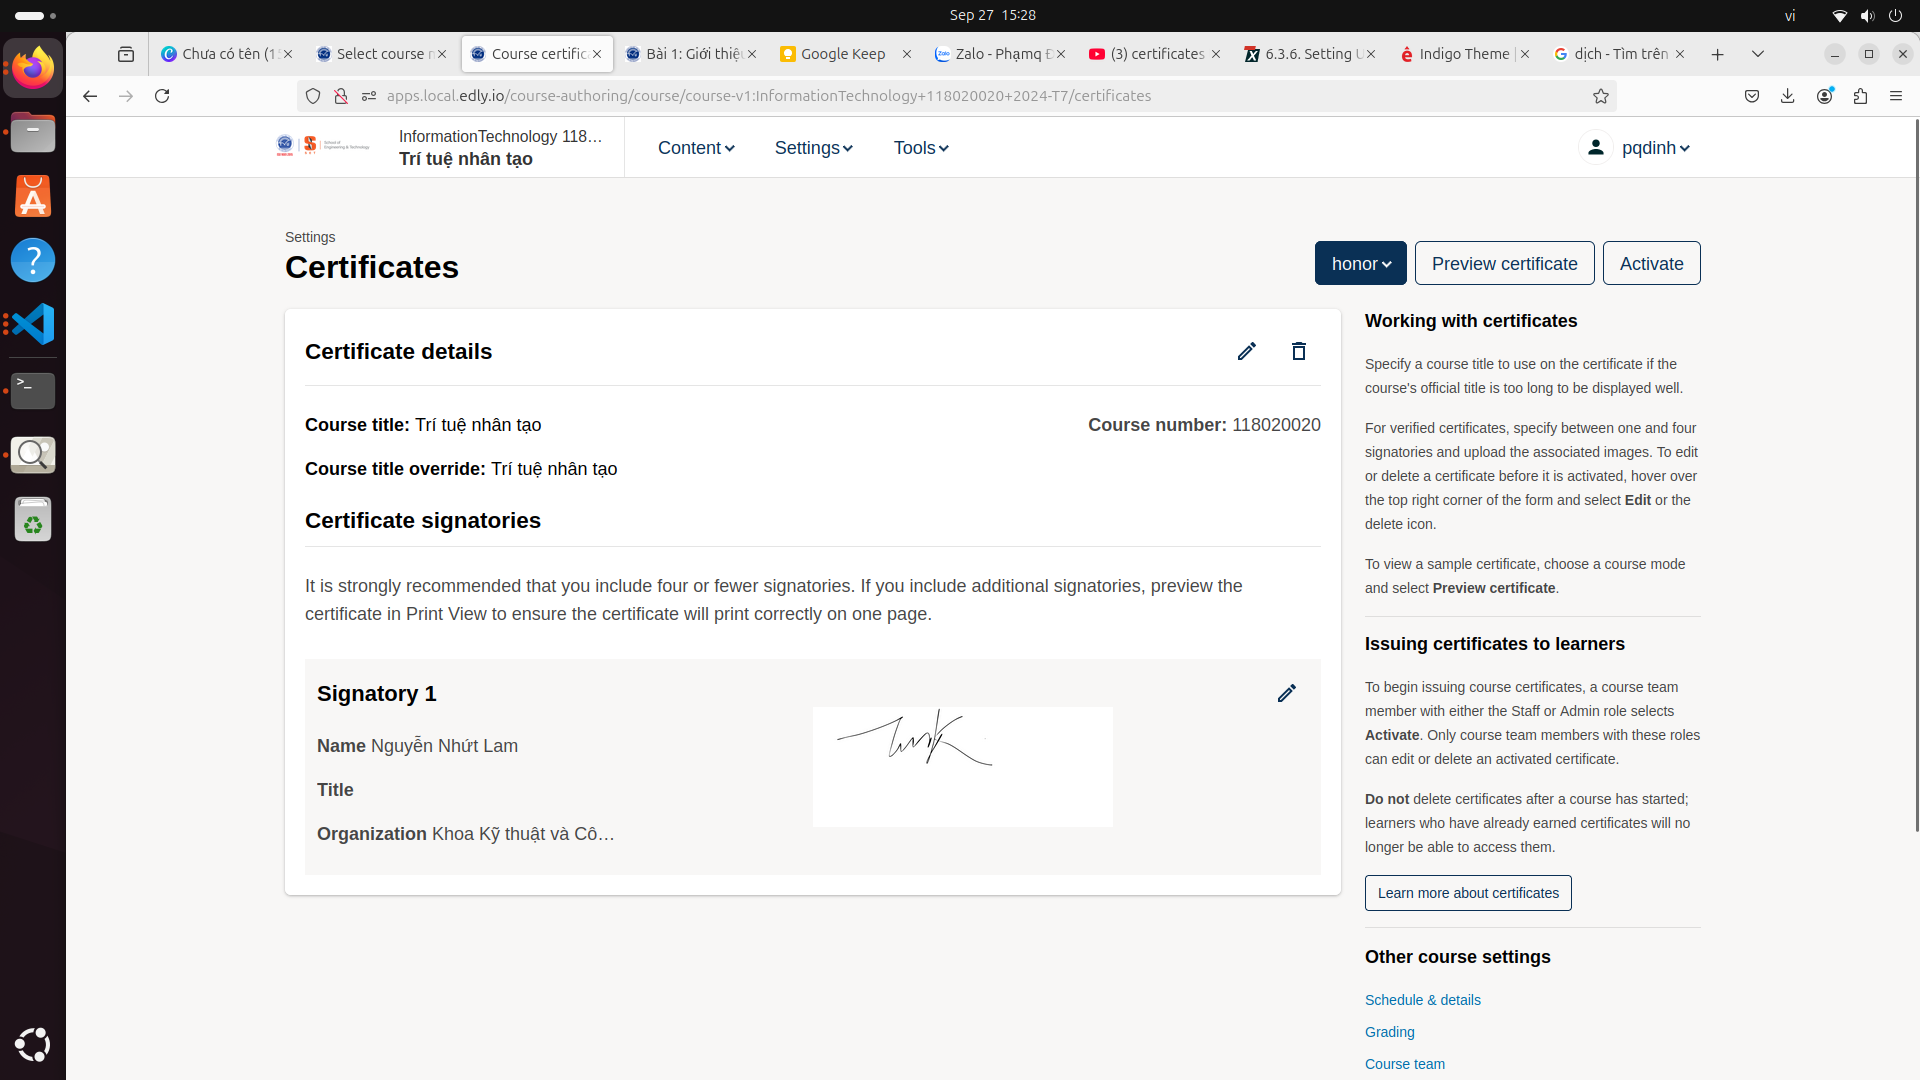 Sep 27 15:28
vi
Chưa có tên (1
Select course m
Course certific
Bài 1: Giới thiệu
Google Keep
Zalo - Phạmq Đ
(3) certificates
6.3.6. Setting U
Indigo Theme |
dịch - Tìm trên
apps.local.edly.io/course-authoring/course/course-v1:InformationTechnology+118020020+2024-T7/certificates
School of
Engineering & Technology
InformationTechnology 118…
Trí tuệ nhân tạo
Content
Settings
Tools
pqdinh
Settings
Certificates
honor
Preview certificate
Activate
Certificate details
Course title: Trí tuệ nhân tạo
Course number: 118020020
Course title override: Trí tuệ nhân tạo
Certificate signatories
It is strongly recommended that you include four or fewer signatories. If you include additional signatories, preview the
certificate in Print View to ensure the certificate will print correctly on one page.
Signatory 1
Name Nguyễn Nhứt Lam
Title
Organization Khoa Kỹ thuật và Cô…
Working with certificates
Specify a course title to use on the certificate if the
course's official title is too long to be displayed well.
For verified certificates, specify between one and four
signatories and upload the associated images. To edit
or delete a certificate before it is activated, hover over
the top right corner of the form and select Edit or the
delete icon.
To view a sample certificate, choose a course mode
and select Preview certificate.
Issuing certificates to learners
To begin issuing course certificates, a course team
member with either the Staff or Admin role selects
Activate. Only course team members with these roles
can edit or delete an activated certificate.
Do not delete certificates after a course has started;
learners who have already earned certificates will no
longer be able to access them.
Learn more about certificates
Other course settings
Schedule & details
Grading
Course team